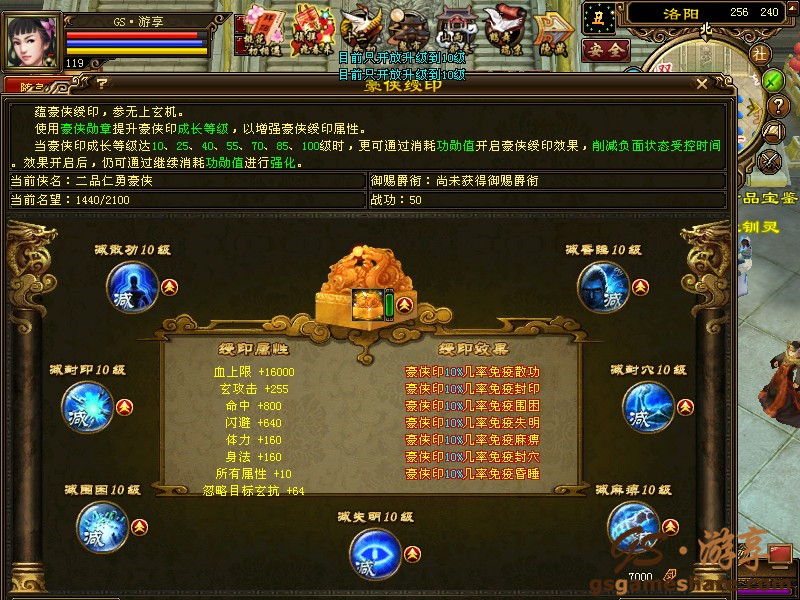 GS·游享
119
目前只开放升级到10级
目前只开放升级到10级
洛阳
256 240
丑
北
安全
社
豪侠绶印
蕴豪侠绶印，参无上玄机。
使用豪侠勋章提升豪侠印成长等级，以增强豪侠绶印属性。
当豪侠印成长等级达10、25、40、55、70、85、100级时，更可通过消耗功勋值开启豪侠绶印效果，削减负面状态受控时间
。效果开启后，仍可通过继续消耗功勋值进行强化。
当前侠名：二品仁勇豪侠
御赐爵衔：尚未获得御赐爵衔
当前名望：1440/2100
战功：50
品宝鉴
钏灵
减散功10级
减昏睡10级
减
减
减封印10级
减封穴10级
减
减
绶印属性
绶印效果
血上限 +16000
玄攻击 +255
命中 +800
闪避 +640
体力 +160
身法 +160
所有属性 +10
忽略目标玄抗 +64
豪侠印10%几率免疫散功
豪侠印10%几率免疫封印
豪侠印10%几率免疫围困
豪侠印10%几率免疫失明
豪侠印10%几率免疫麻痹
豪侠印10%几率免疫封穴
豪侠印10%几率免疫昏睡
减围困10级
减麻痹10级
减
减失明10级
减
7000
GS·游享
gsgameshare.com